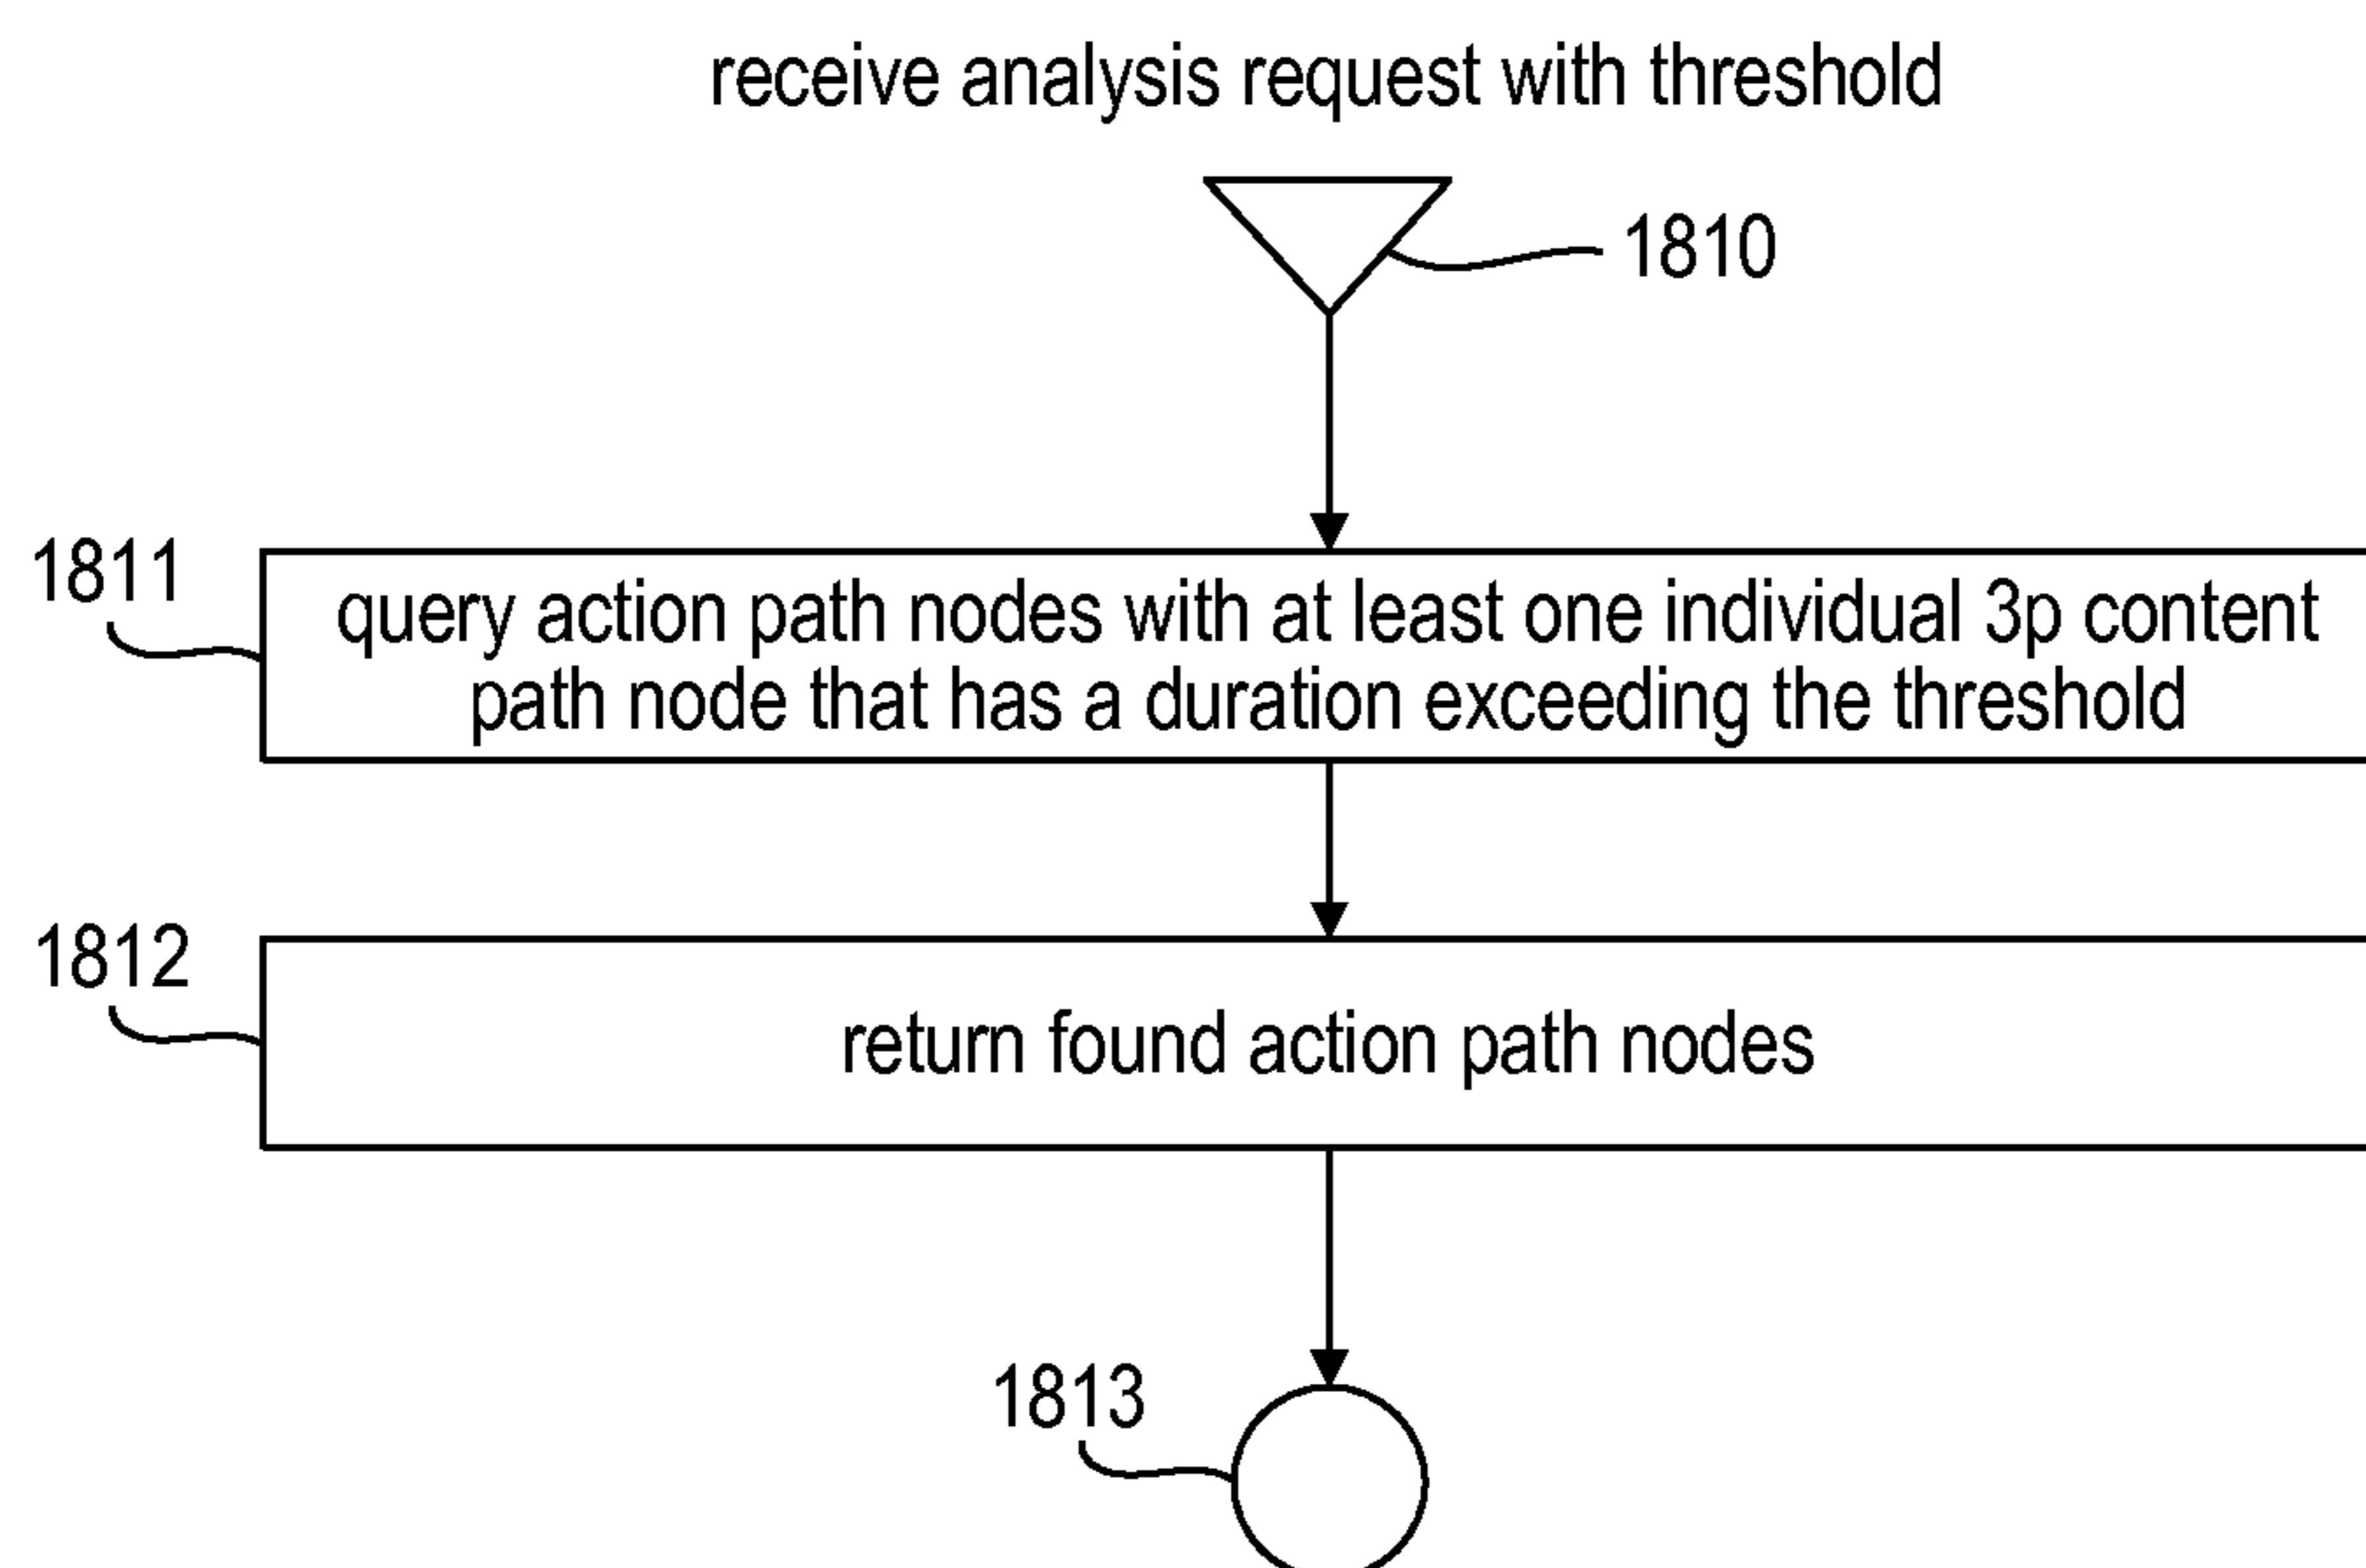 receive analysis request with threshold
1810
1811
query action path nodes with at least one individual 3p content
path node that has a duration exceeding the threshold
1812
return found action path nodes
1813